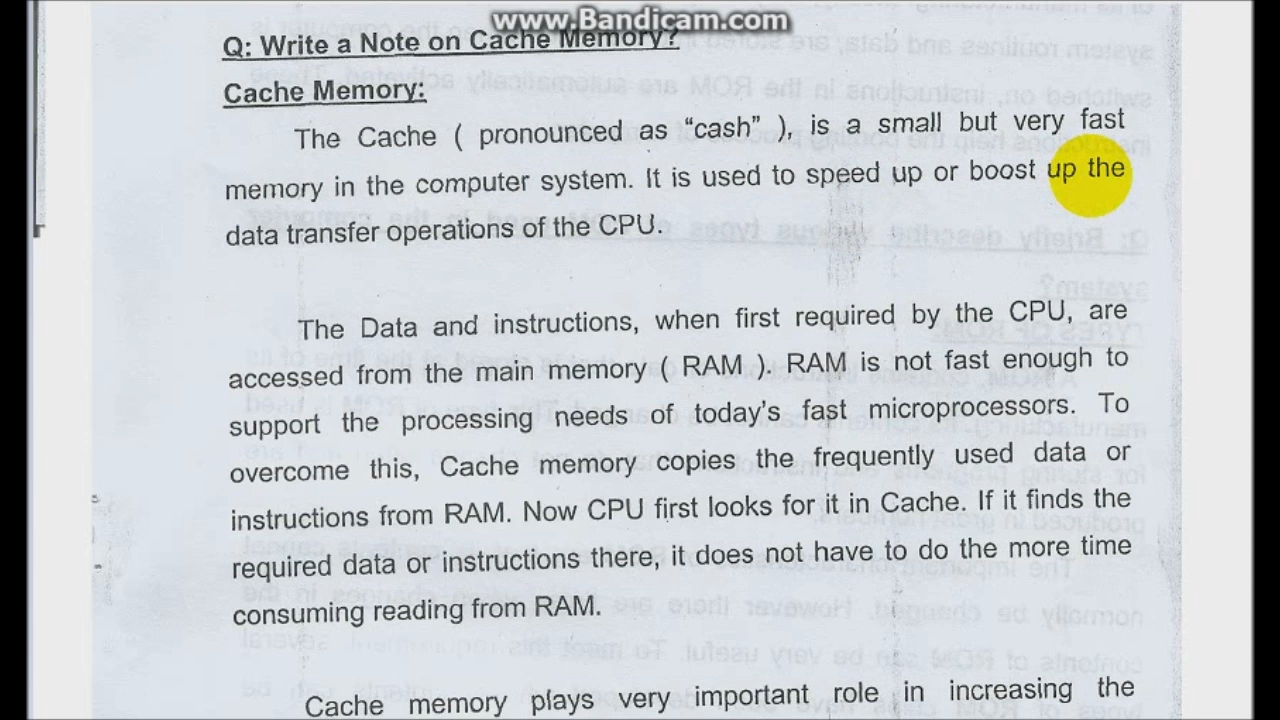 www.Bandicam.com
Q: Write a Note on Cache Memory?
Cache Memory:
The Cache ( pronounced as “cash” ), is a small but very fast
memory in the computer system. It is used to speed up or boost up the
data transfer operations of the CPU.
The Data and instructions, when first required by the CPU, are
accessed from the main memory ( RAM ). RAM is not fast enough to
support the processing needs of today’s fast microprocessors. To
overcome this, Cache memory copies the frequently used data or
instructions from RAM. Now CPU first looks for it in Cache. If it finds the
required data or instructions there, it does not have to do the more time
consuming reading from RAM.
Cache memory plays very important role in increasing the